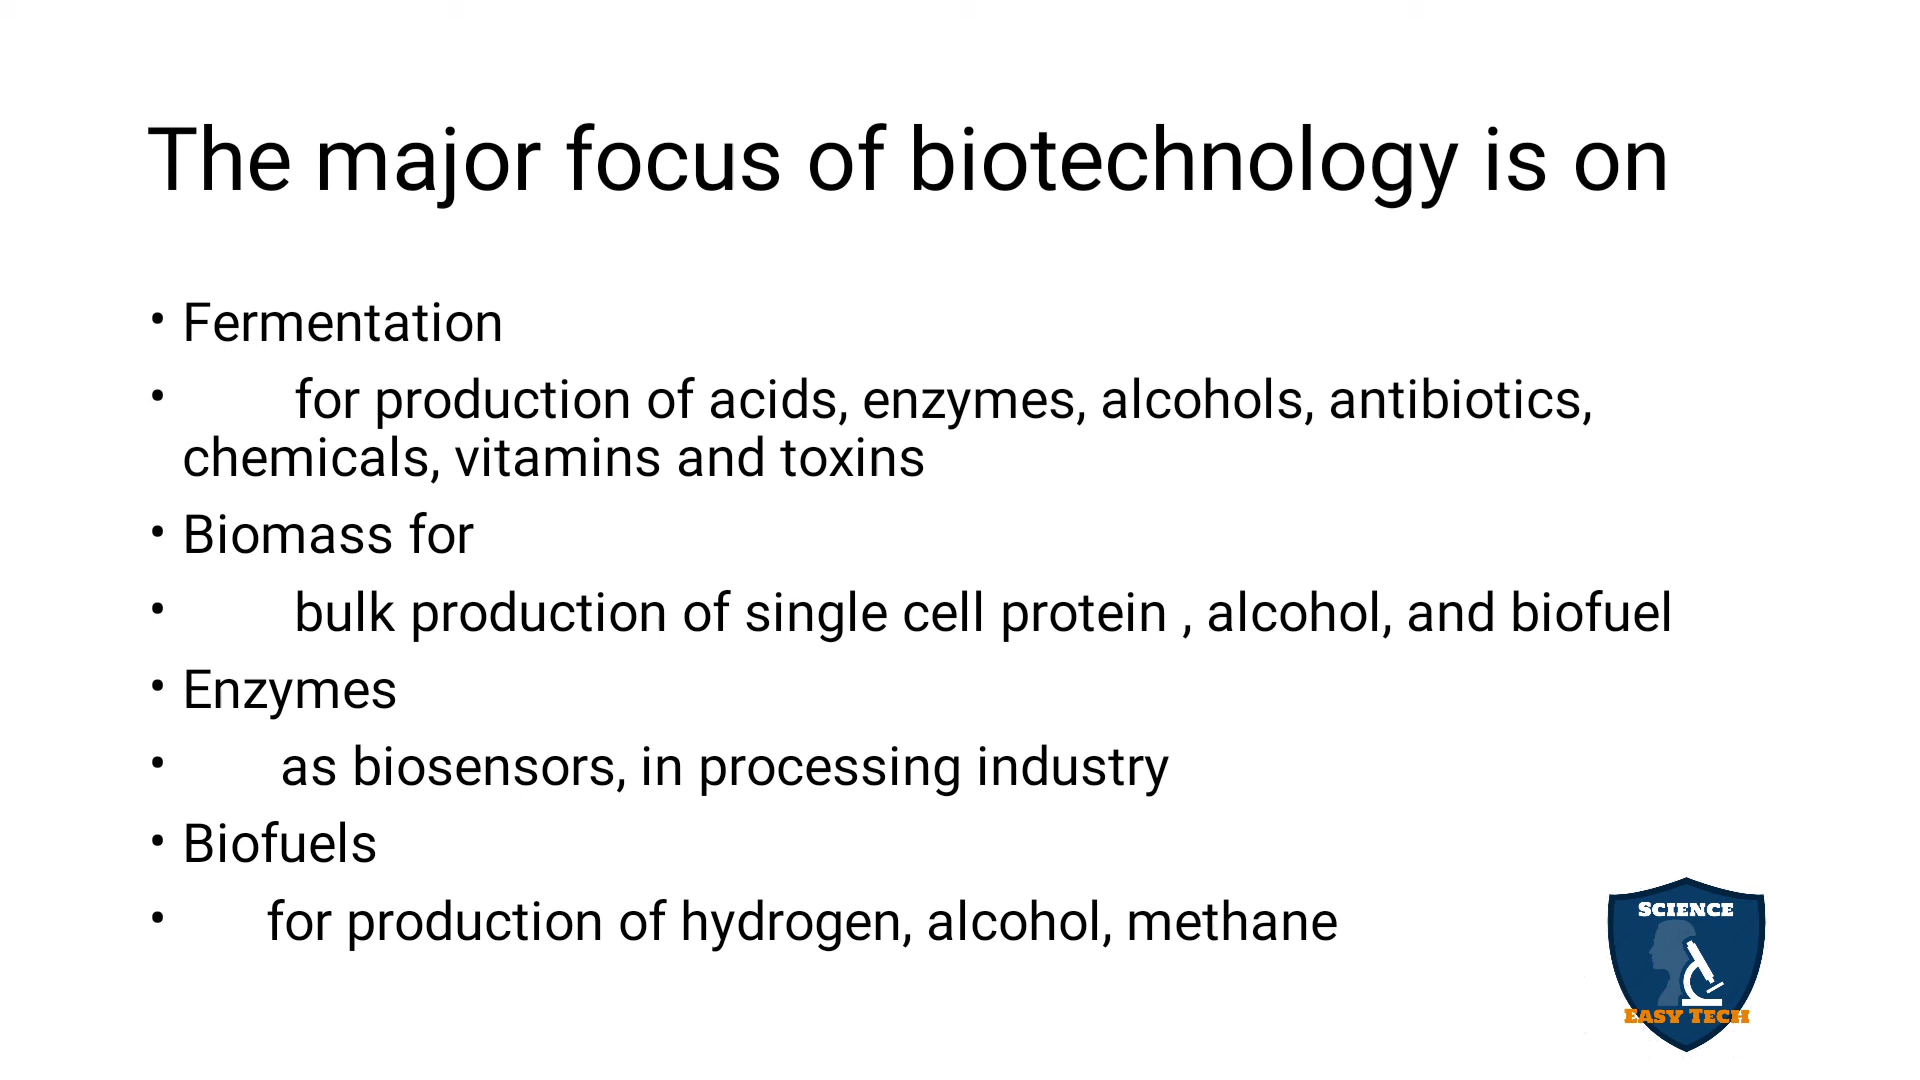 The major focus of biotechnology is on
• Fermentation
• for production of acids, enzymes, alcohols, antibiotics,
chemicals, vitamins and toxins
• Biomass for
• bulk production of single cell protein , alcohol, and biofuel
• Enzymes
• as biosensors, in processing industry
• Biofuels
• for production of hydrogen, alcohol, methane
SCIENCE
EASY TECH